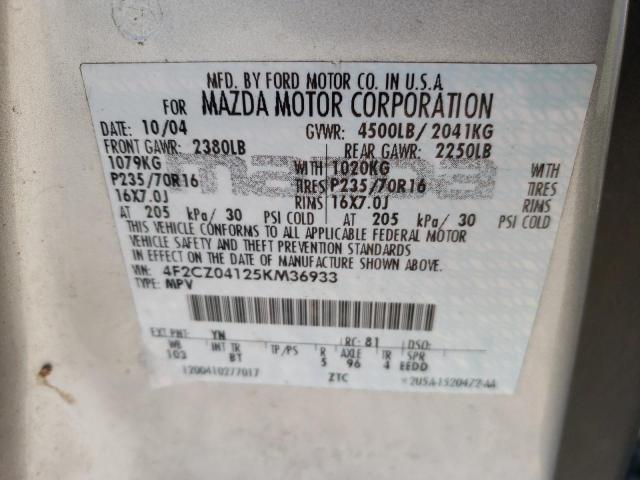 MFD. BY FORD MOTOR CO. IN U.S.A.
FOR MAZDA MOTOR CORPORATION
DATE: 10/04 GVWR: 4500LB/ 2041KG
FRONT GAWR: 2380LB REAR GAWR: 2250LB
1079KG WITH 1020KG WITH
P235/70R16 TIRES P235/70R16 TIRES
16X7.0J RIMS 16X7.0J RIMS
AT 205 kPa/ 30 PSI COLD AT 205 kPa/ 30 PSI COLD
THIS VEHICLE CONFORMS TO ALL APPLICABLE FEDERAL MOTOR
VEHICLE SAFETY AND THEFT PREVENTION STANDARDS
IN EFFECT ON THE DATE OF MANUFACTURE SHOWN ABOVE.
VIN: 4F2CZ04125KM36933
TYPE: MPV
EXT PNT: YN RC: 81 DSO:
WB INT TR TP/PS R AXLE TR SPR
103 BT 5 96 4 EEDD
1200410277017 ZTC